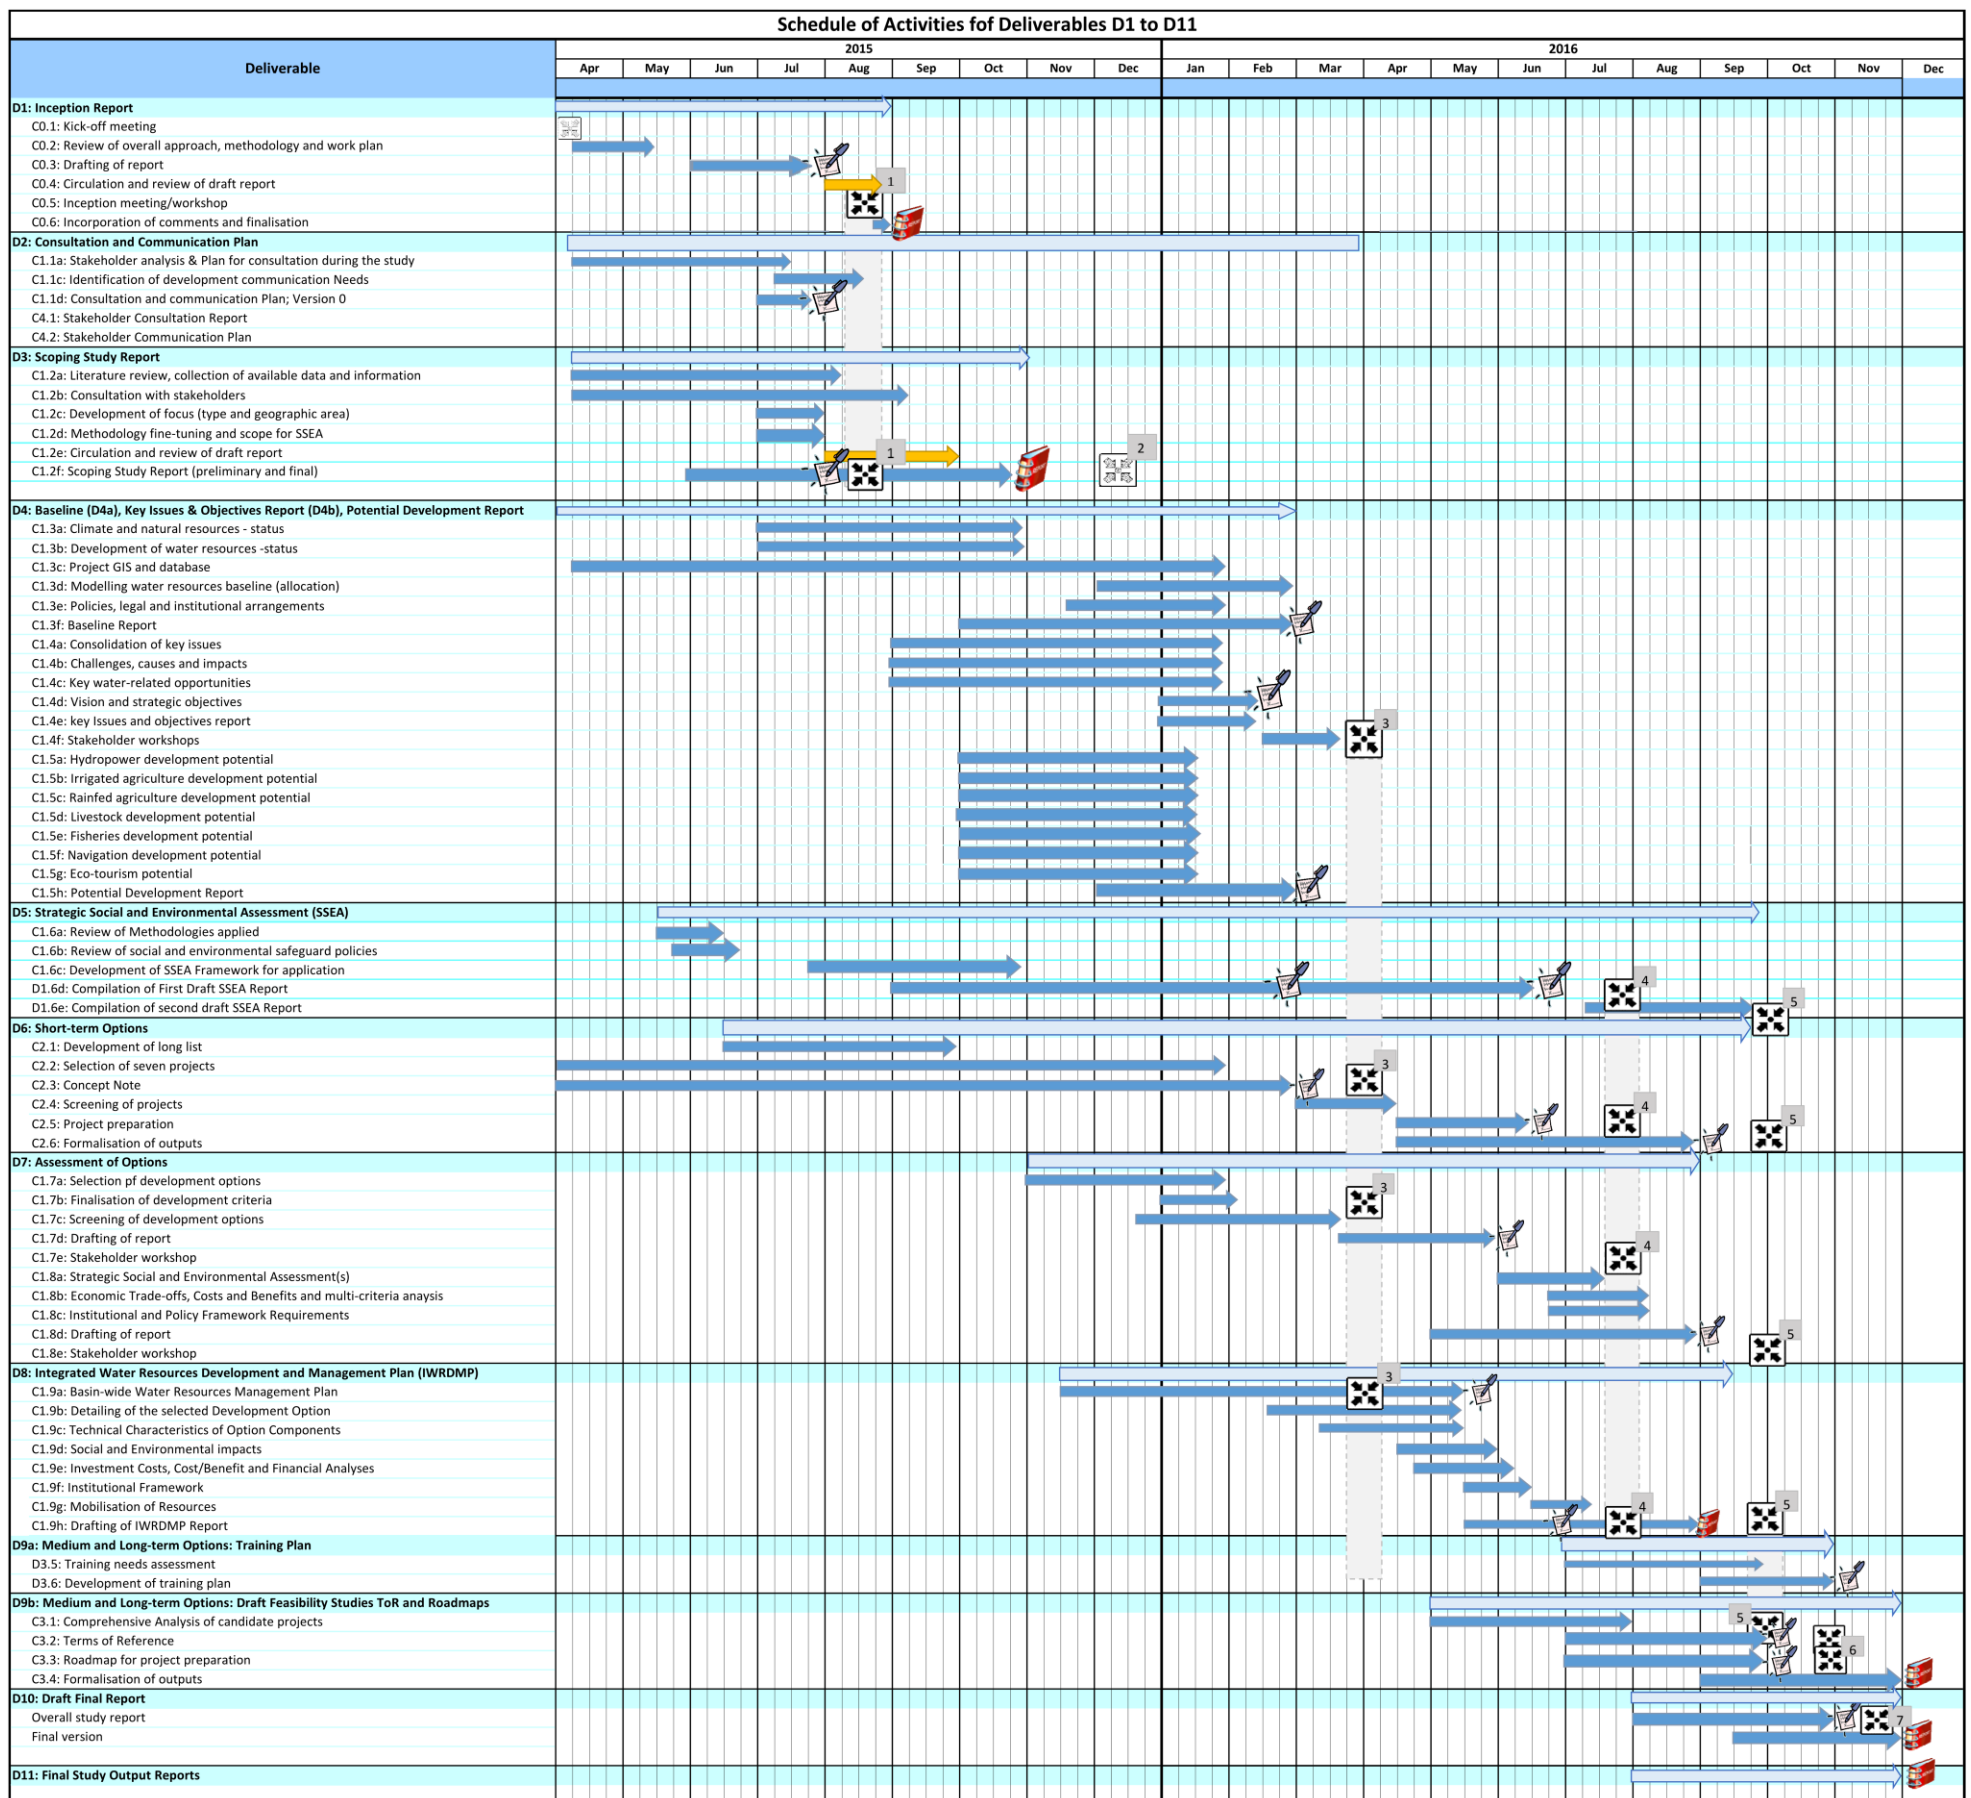 Schedule of Activities fof Deliverables D1 to D11
Deliverable
2015
2016
Apr May Jun Jul Aug Sep Oct Nov Dec Jan Feb Mar Apr May Jun Jul Aug Sep Oct Nov Dec
D1: Inception Report
C0.1: Kick-off meeting
C0.2: Review of overall approach, methodology and work plan
C0.3: Drafting of report
C0.4: Circulation and review of draft report
1
C0.5: Inception meeting/workshop
C0.6: Incorporation of comments and finalisation
D2: Consultation and Communication Plan
C1.1a: Stakeholder analysis & Plan for consultation during the study
C1.1c: Identification of development communication Needs
C1.1d: Consultation and communication Plan; Version 0
C4.1: Stakeholder Consultation Report
C4.2: Stakeholder Communication Plan
D3: Scoping Study Report
C1.2a: Literature review, collection of available data and information
C1.2b: Consultation with stakeholders
C1.2c: Development of focus (type and geographic area)
C1.2d: Methodology fine-tuning and scope for SSEA
C1.2e: Circulation and review of draft report
1
2
C1.2f: Scoping Study Report (preliminary and final)
D4: Baseline (D4a), Key Issues & Objectives Report (D4b), Potential Development Report
C1.3a: Climate and natural resources - status
C1.3b: Development of water resources -status
C1.3c: Project GIS and database
C1.3d: Modelling water resources baseline (allocation)
C1.3e: Policies, legal and institutional arrangements
C1.3f: Baseline Report
C1.4a: Consolidation of key issues
C1.4b: Challenges, causes and impacts
C1.4c: Key water-related opportunities
C1.4d: Vision and strategic objectives
C1.4e: key Issues and objectives report
3
C1.4f: Stakeholder workshops
C1.5a: Hydropower development potential
C1.5b: Irrigated agriculture development potential
C1.5c: Rainfed agriculture development potential
C1.5d: Livestock development potential
C1.5e: Fisheries development potential
C1.5f: Navigation development potential
C1.5g: Eco-tourism potential
C1.5h: Potential Development Report
D5: Strategic Social and Environmental Assessment (SSEA)
C1.6a: Review of Methodologies applied
C1.6b: Review of social and environmental safeguard policies
C1.6c: Development of SSEA Framework for application
4
D1.6d: Compilation of First Draft SSEA Report
D1.6e: Compilation of second draft SSEA Report
5
D6: Short-term Options
C2.1: Development of long list
C2.2: Selection of seven projects
3
C2.3: Concept Note
C2.4: Screening of projects
4
C2.5: Project preparation
5
C2.6: Formalisation of outputs
D7: Assessment of Options
C1.7a: Selection pf development options
3
C1.7b: Finalisation of development criteria
C1.7c: Screening of development options
C1.7d: Drafting of report
4
C1.7e: Stakeholder workshop
C1.8a: Strategic Social and Environmental Assessment(s)
C1.8b: Economic Trade-offs, Costs and Benefits and multi-criteria anaysis
C1.8c: Institutional and Policy Framework Requirements
C1.8d: Drafting of report
5
C1.8e: Stakeholder workshop
D8: Integrated Water Resources Development and Management Plan (IWRDMP)
3
C1.9a: Basin-wide Water Resources Management Plan
C1.9b: Detailing of the selected Development Option
C1.9c: Technical Characteristics of Option Components
C1.9d: Social and Environmental impacts
C1.9e: Investment Costs, Cost/Benefit and Financial Analyses
C1.9f: Institutional Framework
C1.9g: Mobilisation of Resources
4
5
C1.9h: Drafting of IWRDMP Report
D9a: Medium and Long-term Options: Training Plan
D3.5: Training needs assessment
D3.6: Development of training plan
D9b: Medium and Long-term Options: Draft Feasibility Studies ToR and Roadmaps
C3.1: Comprehensive Analysis of candidate projects
5
C3.2: Terms of Reference
6
C3.3: Roadmap for project preparation
C3.4: Formalisation of outputs
D10: Draft Final Report
Overall study report
7
Final version
D11: Final Study Output Reports